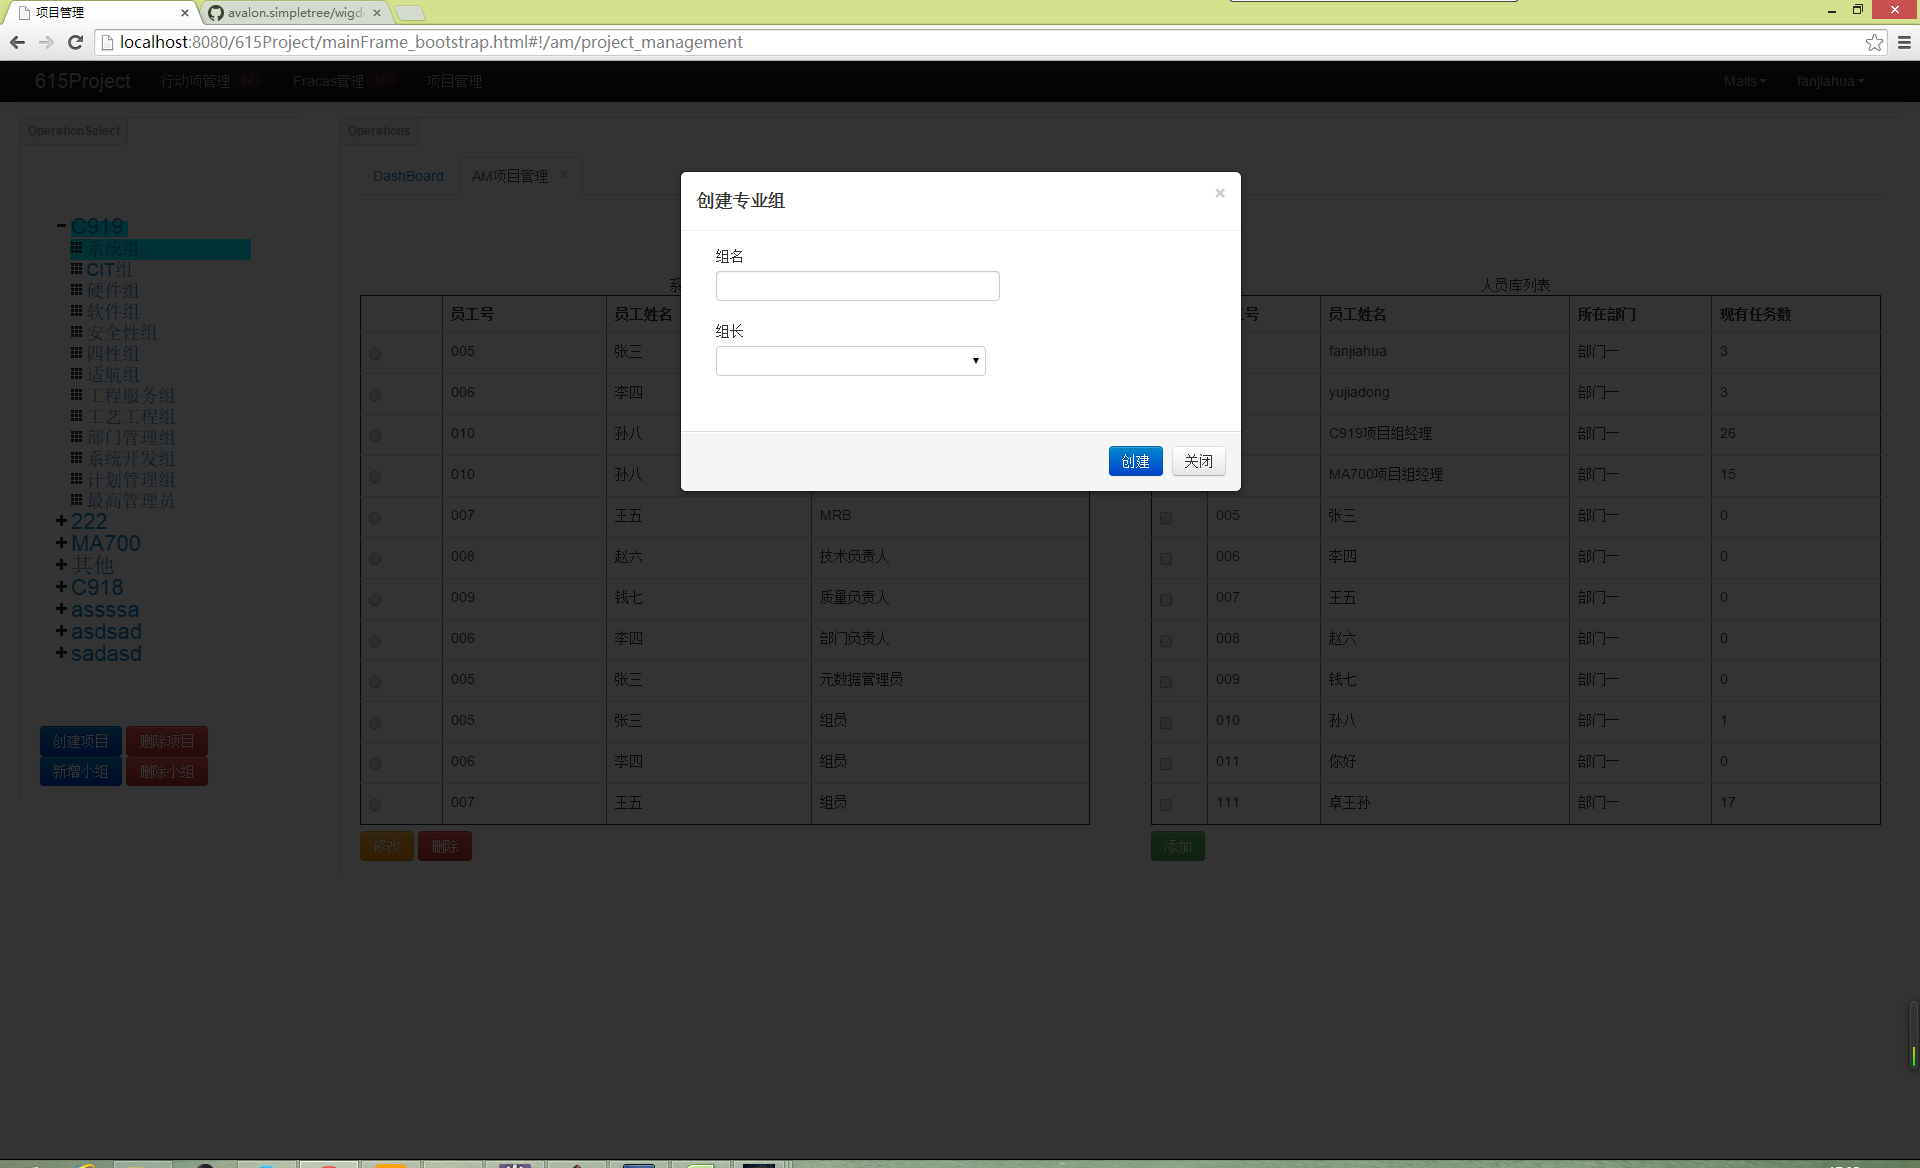 项目管理
avalon.simpletree/wigd
localhost:8080/615Project/mainFrame_bootstrap.html#!/am/project_management
615Project 行动项管理 Fracas管理 项目管理 Mails fanjiahua
OperationSelect
Operations
DashBoard AM项目管理
C919
系统组
CIT组
硬件组
软件组
安全性组
四性组
适航组
工程服务组
工艺工程组
部门管理组
系统开发组
计划管理组
最高管理员
222
MA700
其他
C918
assssa
asdsad
sadasd
创建项目 删除项目
新增小组 删除小组
创建专业组
组名
组长
创建 关闭
系
员工号 员工姓名
005 张三
006 李四
010 孙八
010 孙八
007 王五 MRB
008 赵六 技术负责人
009 钱七 质量负责人
006 李四 部门负责人
005 张三 元数据管理员
005 张三 组员
006 李四 组员
007 王五 组员
修改 删除
人员库列表
号 员工姓名 所在部门 现有任务数
fanjiahua 部门一 3
yujiadong 部门一 3
C919项目组经理 部门一 26
MA700项目组经理 部门一 15
005 张三 部门一 0
006 李四 部门一 0
007 王五 部门一 0
008 赵六 部门一 0
009 钱七 部门一 0
010 孙八 部门一 1
011 你好 部门一 0
111 卓王孙 部门一 17
添加